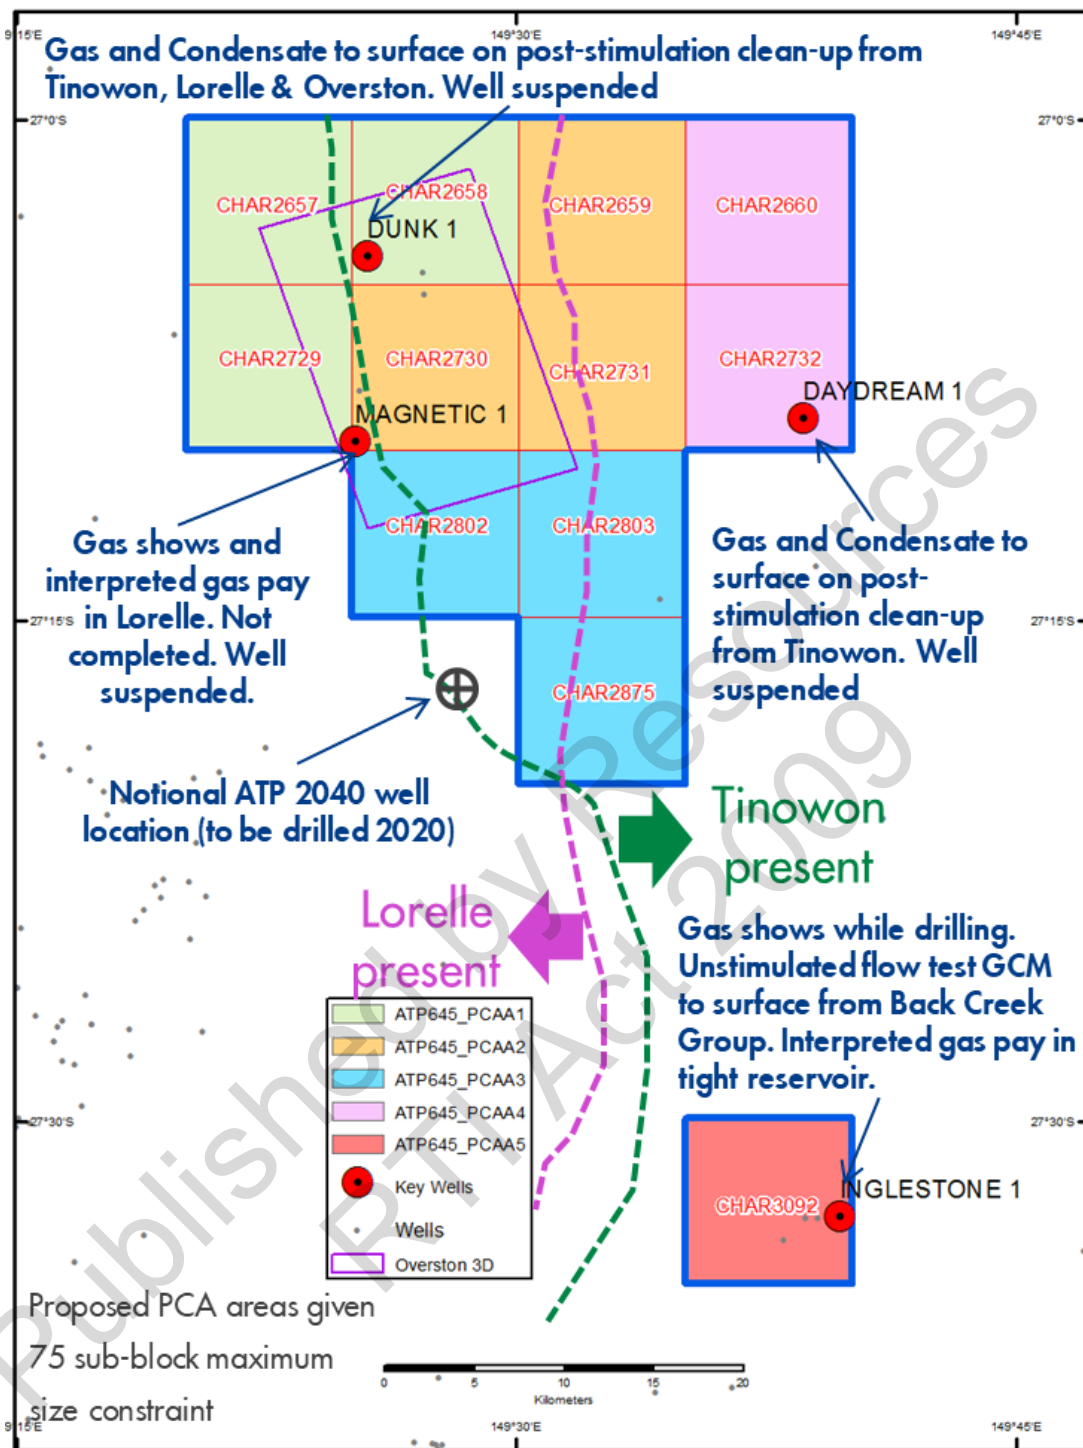 9°15'E
149°30'E
149°45'E
Gas and Condensate to surface on post-stimulation clean-up from
Tinowon, Lorelle & Overston. Well suspended
27°0'S
27°0'S
CHAR2657
CHAR2658
CHAR2659
CHAR2660
DUNK 1
CHAR2729
CHAR2730
CHAR2731
CHAR2732
DAYDREAM 1
MAGNETIC 1
CHAR2802
CHAR2803
Gas shows and
interpreted gas pay
in Lorelle. Not
completed. Well
suspended.
Gas and Condensate to
surface on post-
stimulation clean-up
from Tinowon. Well
suspended
27°15'S
27°15'S
CHAR2875
Notional ATP 2040 well
location (to be drilled 2020)
Tinowon
present
Lorelle
present
Gas shows while drilling.
Unstimulated flow test GCM
to surface from Back Creek
Group. Interpreted gas pay in
tight reservoir.
ATP645_PCAA1
ATP645_PCAA2
ATP645_PCAA3
ATP645_PCAA4
ATP645_PCAA5
Key Wells
Wells
Overston 3D
27°30'S
27°30'S
INGLESTONE 1
CHAR3092
Proposed PCA areas given
75 sub-block maximum
size constraint
0 5 10 15 20
Kilometers
9°15'E
149°30'E
149°45'E
Published by Resources
RTI Act 2009